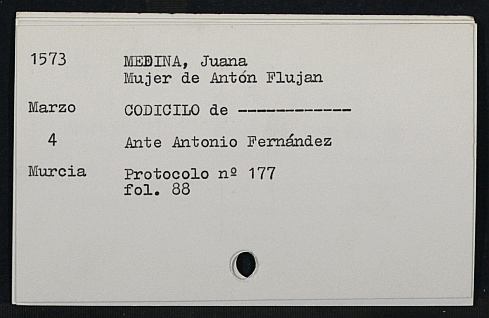 1573 MEDINA, Juana
Mujer de Antón Flujan
Marzo CODICILO de ------------
4 Ante Antonio Fernández
Murcia Protocolo nº 177
fol. 88